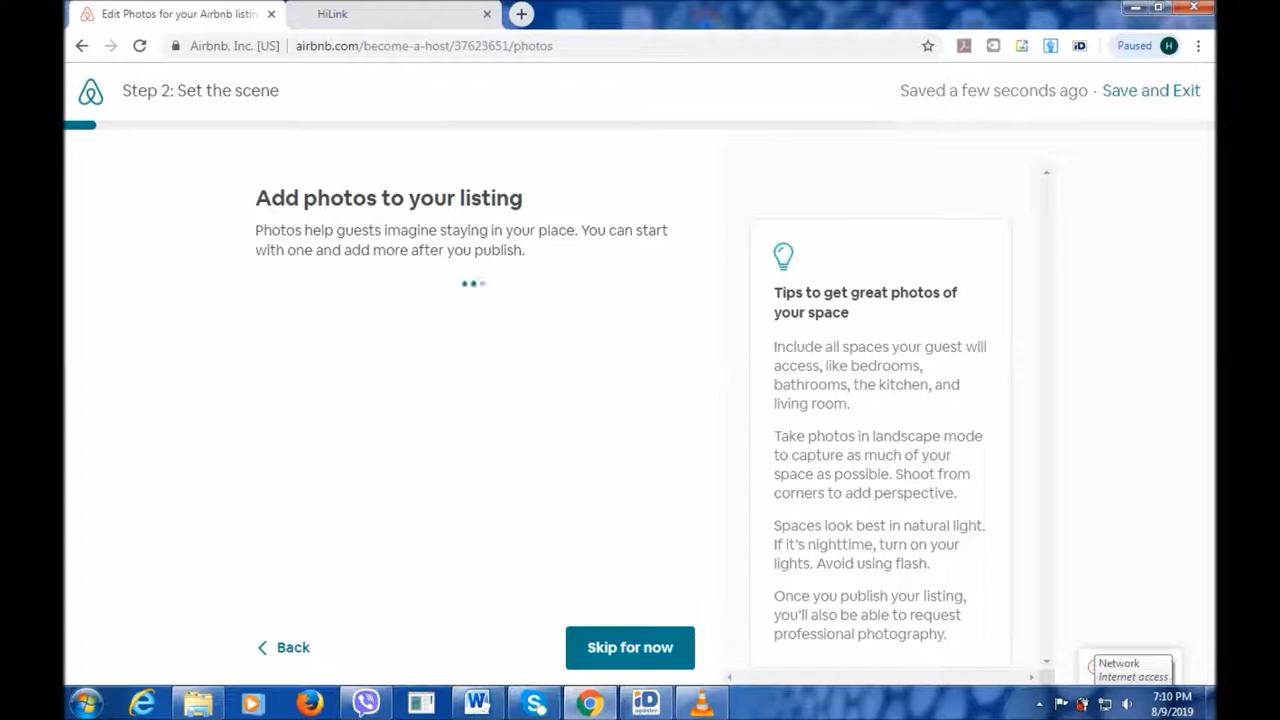 Edit Photos for your Airbnb listin
HiLink
Airbnb, Inc. [US]
airbnb.com/become-a-host/37623651/photos
iD
Paused
H
Step 2: Set the scene
Saved a few seconds ago · Save and Exit
Add photos to your listing
Photos help guests imagine staying in your place. You can start
with one and add more after you publish.
Tips to get great photos of
your space
Include all spaces your guest will
access, like bedrooms,
bathrooms, the kitchen, and
living room.
Take photos in landscape mode
to capture as much of your
space as possible. Shoot from
corners to add perspective.
Spaces look best in natural light.
If it's nighttime, turn on your
lights. Avoid using flash.
Once you publish your listing,
you'll also be able to request
professional photography.
Back
Skip for now
Network
Internet access
iD
updater
7:10 PM
8/9/2019